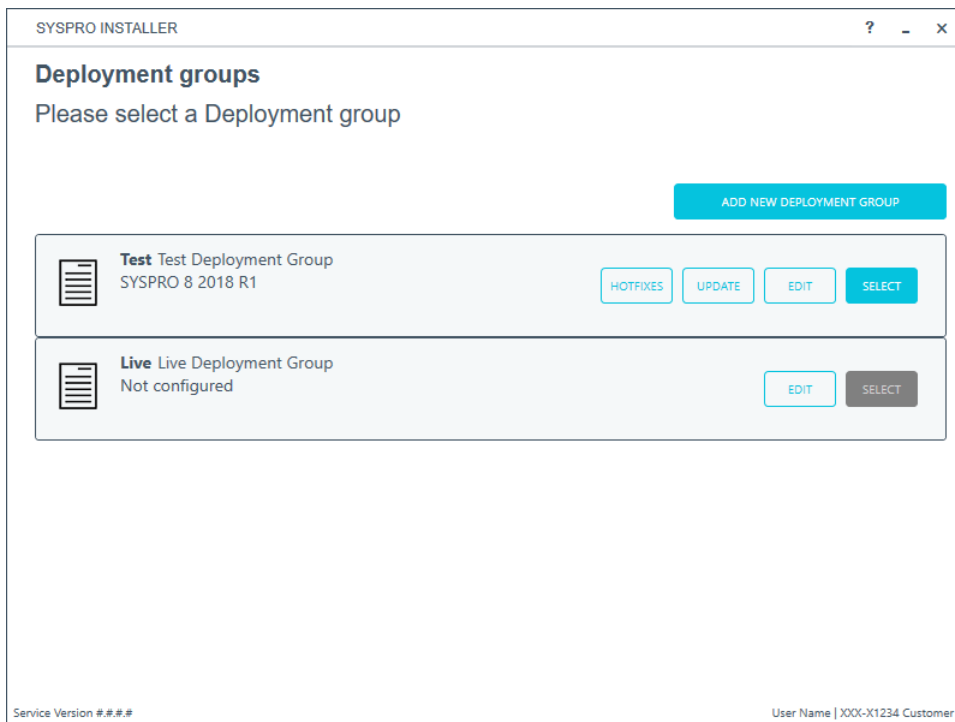 SYSPRO INSTALLER ? - ×
Deployment groups
Please select a Deployment group
ADD NEW DEPLOYMENT GROUP
Test Test Deployment Group
SYSPRO 8 2018 R1
HOTFIXES UPDATE EDIT SELECT
Live Live Deployment Group
Not configured
EDIT SELECT
Service Version #.#.#.# User Name | XXX-X1234 Customer